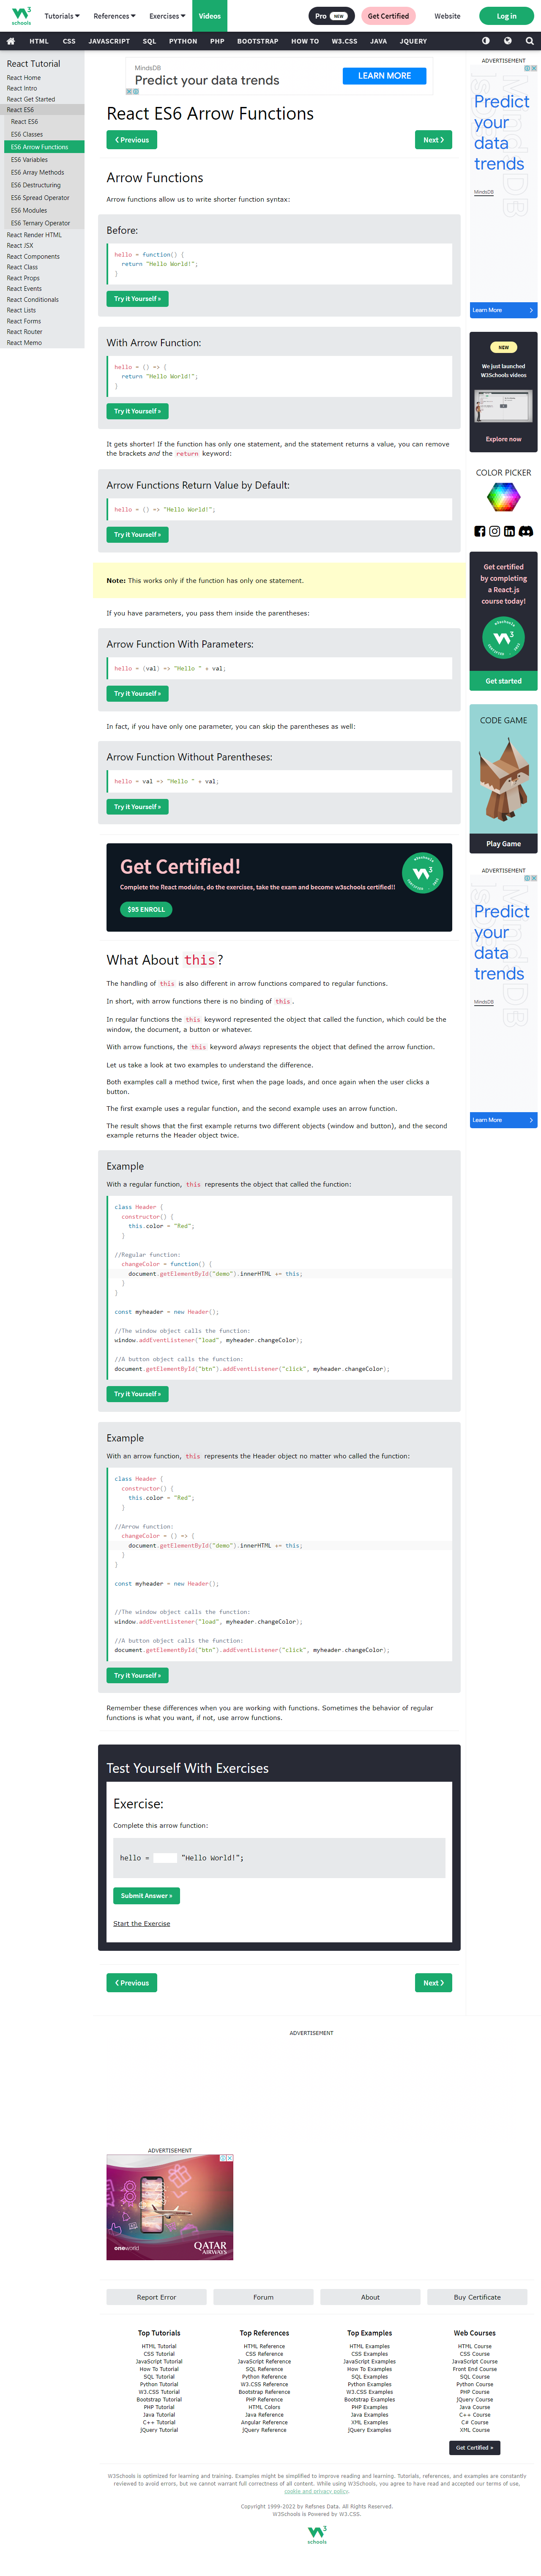 W3 schools
Tutorials References Exercises Videos Pro NEW Get Certified Website Log in
HTML CSS JAVASCRIPT SQL PYTHON PHP BOOTSTRAP HOW TO W3.CSS JAVA JQUERY
React Tutorial
React Home
React Intro
React Get Started
React ES6
React ES6
ES6 Classes
ES6 Arrow Functions
ES6 Variables
ES6 Array Methods
ES6 Destructuring
ES6 Spread Operator
ES6 Modules
ES6 Ternary Operator
React Render HTML
React JSX
React Components
React Class
React Props
React Events
React Conditionals
React Lists
React Forms
React Router
React Memo
MindsDB
Predict your data trends
LEARN MORE
React ES6 Arrow Functions
❮ Previous Next ❯
Arrow Functions
Arrow functions allow us to write shorter function syntax:
Before:
hello = function() {
return "Hello World!";
}
Try it Yourself »
With Arrow Function:
hello = () => {
return "Hello World!";
}
Try it Yourself »
It gets shorter! If the function has only one statement, and the statement returns a value, you can remove
the brackets and the return keyword:
Arrow Functions Return Value by Default:
hello = () => "Hello World!";
Try it Yourself »
Note: This works only if the function has only one statement.
If you have parameters, you pass them inside the parentheses:
Arrow Function With Parameters:
hello = (val) => "Hello " + val;
Try it Yourself »
In fact, if you have only one parameter, you can skip the parentheses as well:
Arrow Function Without Parentheses:
hello = val => "Hello " + val;
Try it Yourself »
Get Certified!
Complete the React modules, do the exercises, take the exam and become w3schools certified!!
$95 ENROLL
What About this?
The handling of this is also different in arrow functions compared to regular functions.
In short, with arrow functions there is no binding of this.
In regular functions the this keyword represented the object that called the function, which could be the
window, the document, a button or whatever.
With arrow functions, the this keyword always represents the object that defined the arrow function.
Let us take a look at two examples to understand the difference.
Both examples call a method twice, first when the page loads, and once again when the user clicks a
button.
The first example uses a regular function, and the second example uses an arrow function.
The result shows that the first example returns two different objects (window and button), and the second
example returns the Header object twice.
Example
With a regular function, this represents the object that called the function:
class Header {
constructor() {
this.color = "Red";
}
//Regular function:
changeColor = function() {
document.getElementById("demo").innerHTML += this;
}
}
const myheader = new Header();
//The window object calls the function:
window.addEventListener("load", myheader.changeColor);
//A button object calls the function:
document.getElementById("btn").addEventListener("click", myheader.changeColor);
Try it Yourself »
Example
With an arrow function, this represents the Header object no matter who called the function:
class Header {
constructor() {
this.color = "Red";
}
//Arrow function:
changeColor = () => {
document.getElementById("demo").innerHTML += this;
}
}
const myheader = new Header();
//The window object calls the function:
window.addEventListener("load", myheader.changeColor);
//A button object calls the function:
document.getElementById("btn").addEventListener("click", myheader.changeColor);
Try it Yourself »
Remember these differences when you are working with functions. Sometimes the behavior of regular
functions is what you want, if not, use arrow functions.
Test Yourself With Exercises
Exercise:
Complete this arrow function:
hello = "Hello World!";
Submit Answer »
Start the Exercise
❮ Previous Next ❯
ADVERTISEMENT
Predict
your
data
trends
MindsDB
Learn More
NEW
We just launched
W3Schools videos
Explore now
COLOR PICKER
Get certified
by completing
a React.js
course today!
Get started
CODE GAME
Play Game
ADVERTISEMENT
Predict
your
data
trends
MindsDB
Learn More
ADVERTISEMENT
ADVERTISEMENT
oneworld QATAR
AIRWAYS
Report Error Forum About Buy Certificate
Top Tutorials
HTML Tutorial
CSS Tutorial
JavaScript Tutorial
How To Tutorial
SQL Tutorial
Python Tutorial
W3.CSS Tutorial
Bootstrap Tutorial
PHP Tutorial
Java Tutorial
C++ Tutorial
jQuery Tutorial
Top References
HTML Reference
CSS Reference
JavaScript Reference
SQL Reference
Python Reference
W3.CSS Reference
Bootstrap Reference
PHP Reference
HTML Colors
Java Reference
Angular Reference
jQuery Reference
Top Examples
HTML Examples
CSS Examples
JavaScript Examples
How To Examples
SQL Examples
Python Examples
W3.CSS Examples
Bootstrap Examples
PHP Examples
Java Examples
XML Examples
jQuery Examples
Web Courses
HTML Course
CSS Course
JavaScript Course
Front End Course
SQL Course
Python Course
PHP Course
jQuery Course
Java Course
C++ Course
C# Course
XML Course
Get Certified »
W3Schools is optimized for learning and training. Examples might be simplified to improve reading and learning. Tutorials, references, and examples are constantly
reviewed to avoid errors, but we cannot warrant full correctness of all content. While using W3Schools, you agree to have read and accepted our terms of use,
cookie and privacy policy.
Copyright 1999-2022 by Refsnes Data. All Rights Reserved.
W3Schools is Powered by W3.CSS.
W3 schools